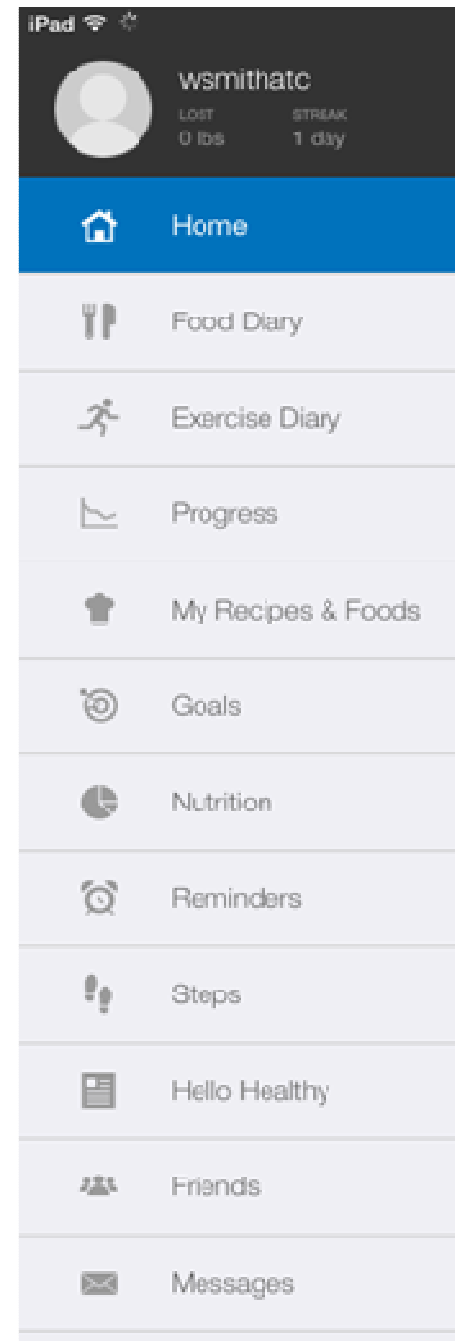 iPad
wsmithatc
LOST STREAK
0 lbs 1 day
Home
Food Diary
Exercise Diary
Progress
My Recipes & Foods
Goals
Nutrition
Reminders
Steps
Hello Healthy
Friends
Messages